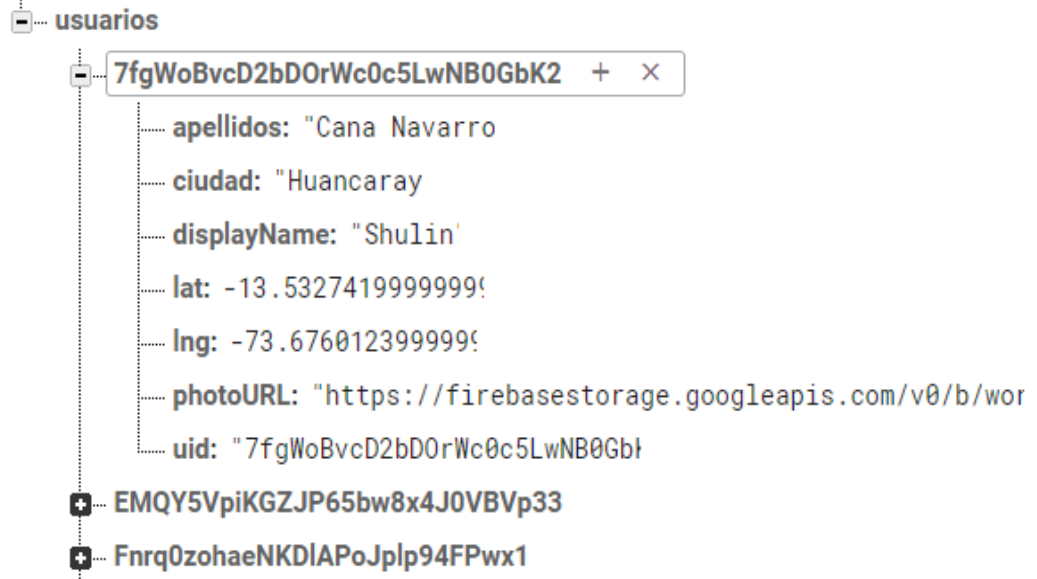 usuarios
7fgWoBvcD2bDOrWc0c5LwNB0GbK2 + ×
apellidos: "Cana Navarro
ciudad: "Huancaray
displayName: "Shulin'
lat: -13.5327419999999
lng: -73.676012399999
photoURL: "https://firebasestorage.googleapis.com/v0/b/wor
uid: "7fgWoBvcD2bDOrWc0c5LwNB0Gb
EMQY5VpiKGZJP65bw8x4J0VBVp33
Fnrq0zohaeNKDlAPoJplp94FPwx1